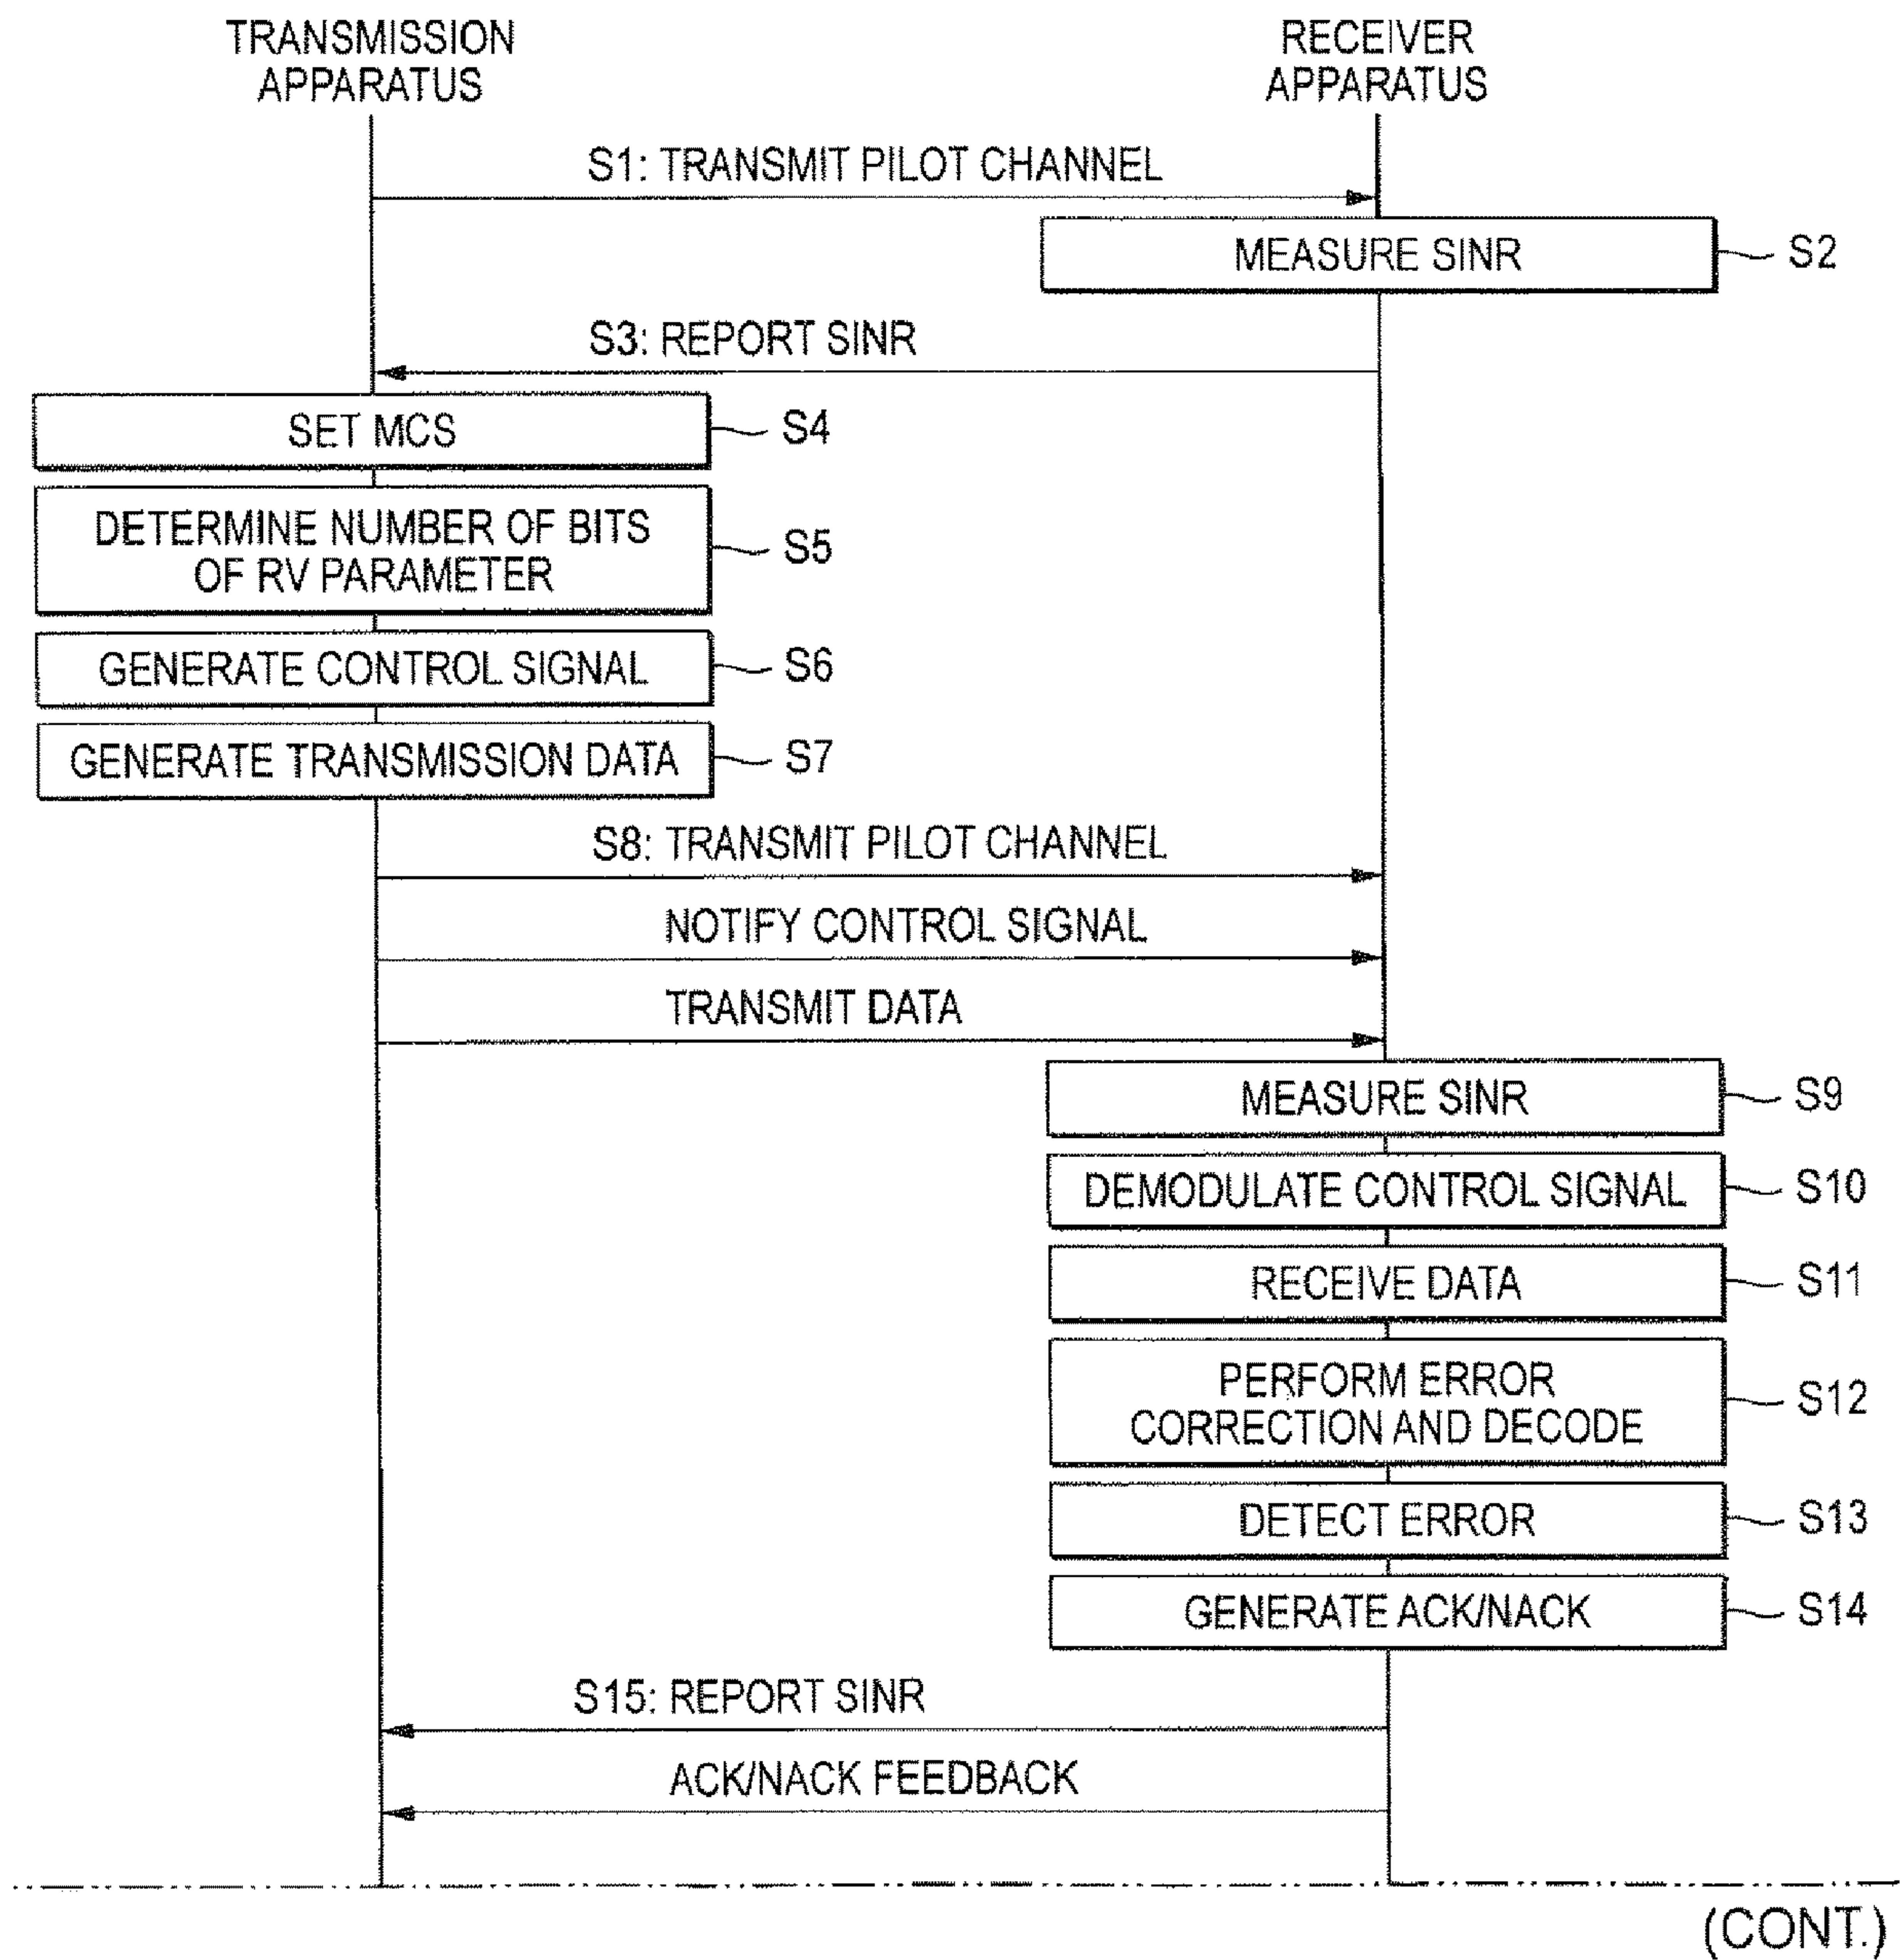 TRANSMISSION
APPARATUS
RECEIVER
APPARATUS
S1: TRANSMIT PILOT CHANNEL
MEASURE SINR
S2
S3: REPORT SINR
SET MCS
S4
DETERMINE NUMBER OF BITS
OF RV PARAMETER
S5
GENERATE CONTROL SIGNAL
S6
GENERATE TRANSMISSION DATA
S7
S8: TRANSMIT PILOT CHANNEL
NOTIFY CONTROL SIGNAL
TRANSMIT DATA
MEASURE SINR
S9
DEMODULATE CONTROL SIGNAL
S10
RECEIVE DATA
S11
PERFORM ERROR
CORRECTION AND DECODE
S12
DETECT ERROR
S13
GENERATE ACK/NACK
S14
S15: REPORT SINR
ACK/NACK FEEDBACK
(CONT.)